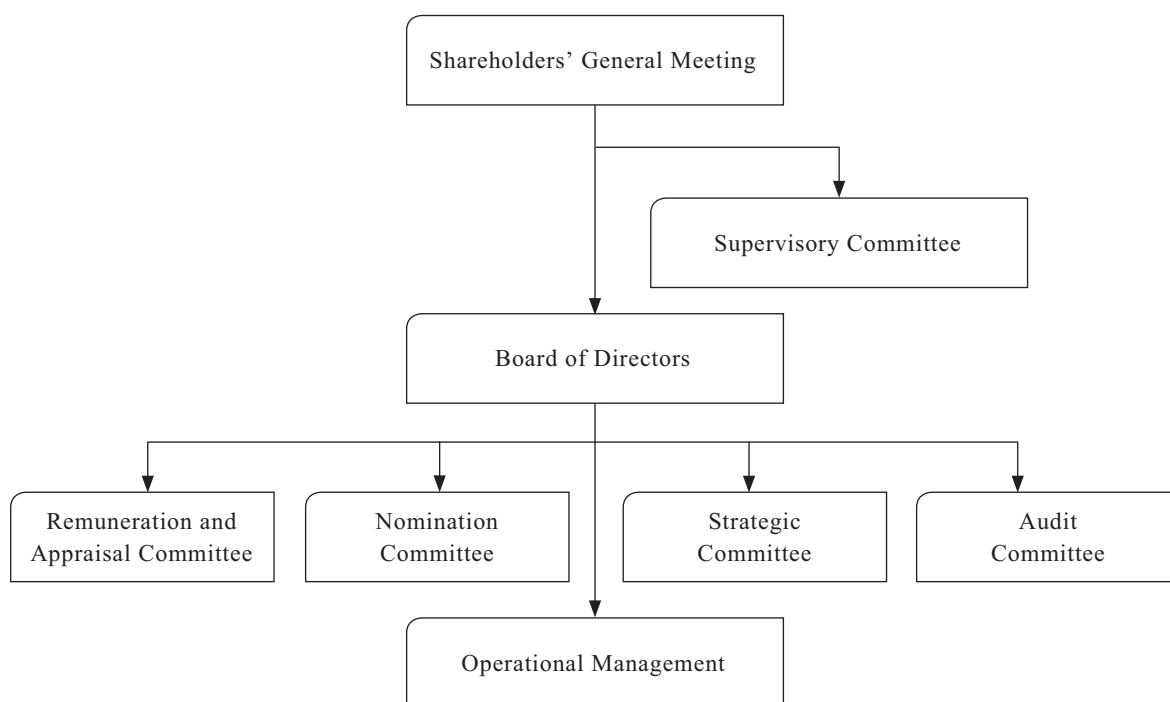 Shareholders’ General Meeting
Supervisory Committee
Board of Directors
Remuneration and
Appraisal Committee
Nomination
Committee
Strategic
Committee
Audit
Committee
Operational Management